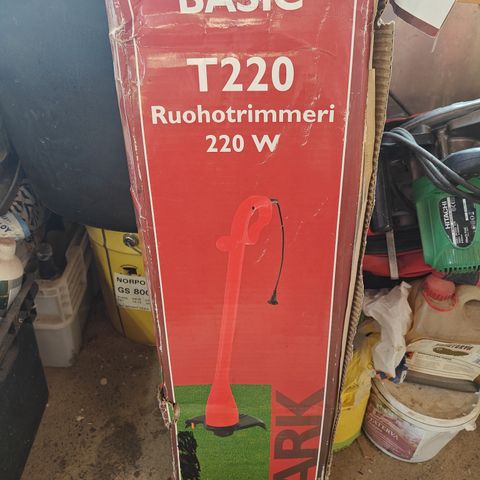 BASIC
T220
Ruohotrimmeri
220 W
ARK
NORPO
GS 800
HITACHI